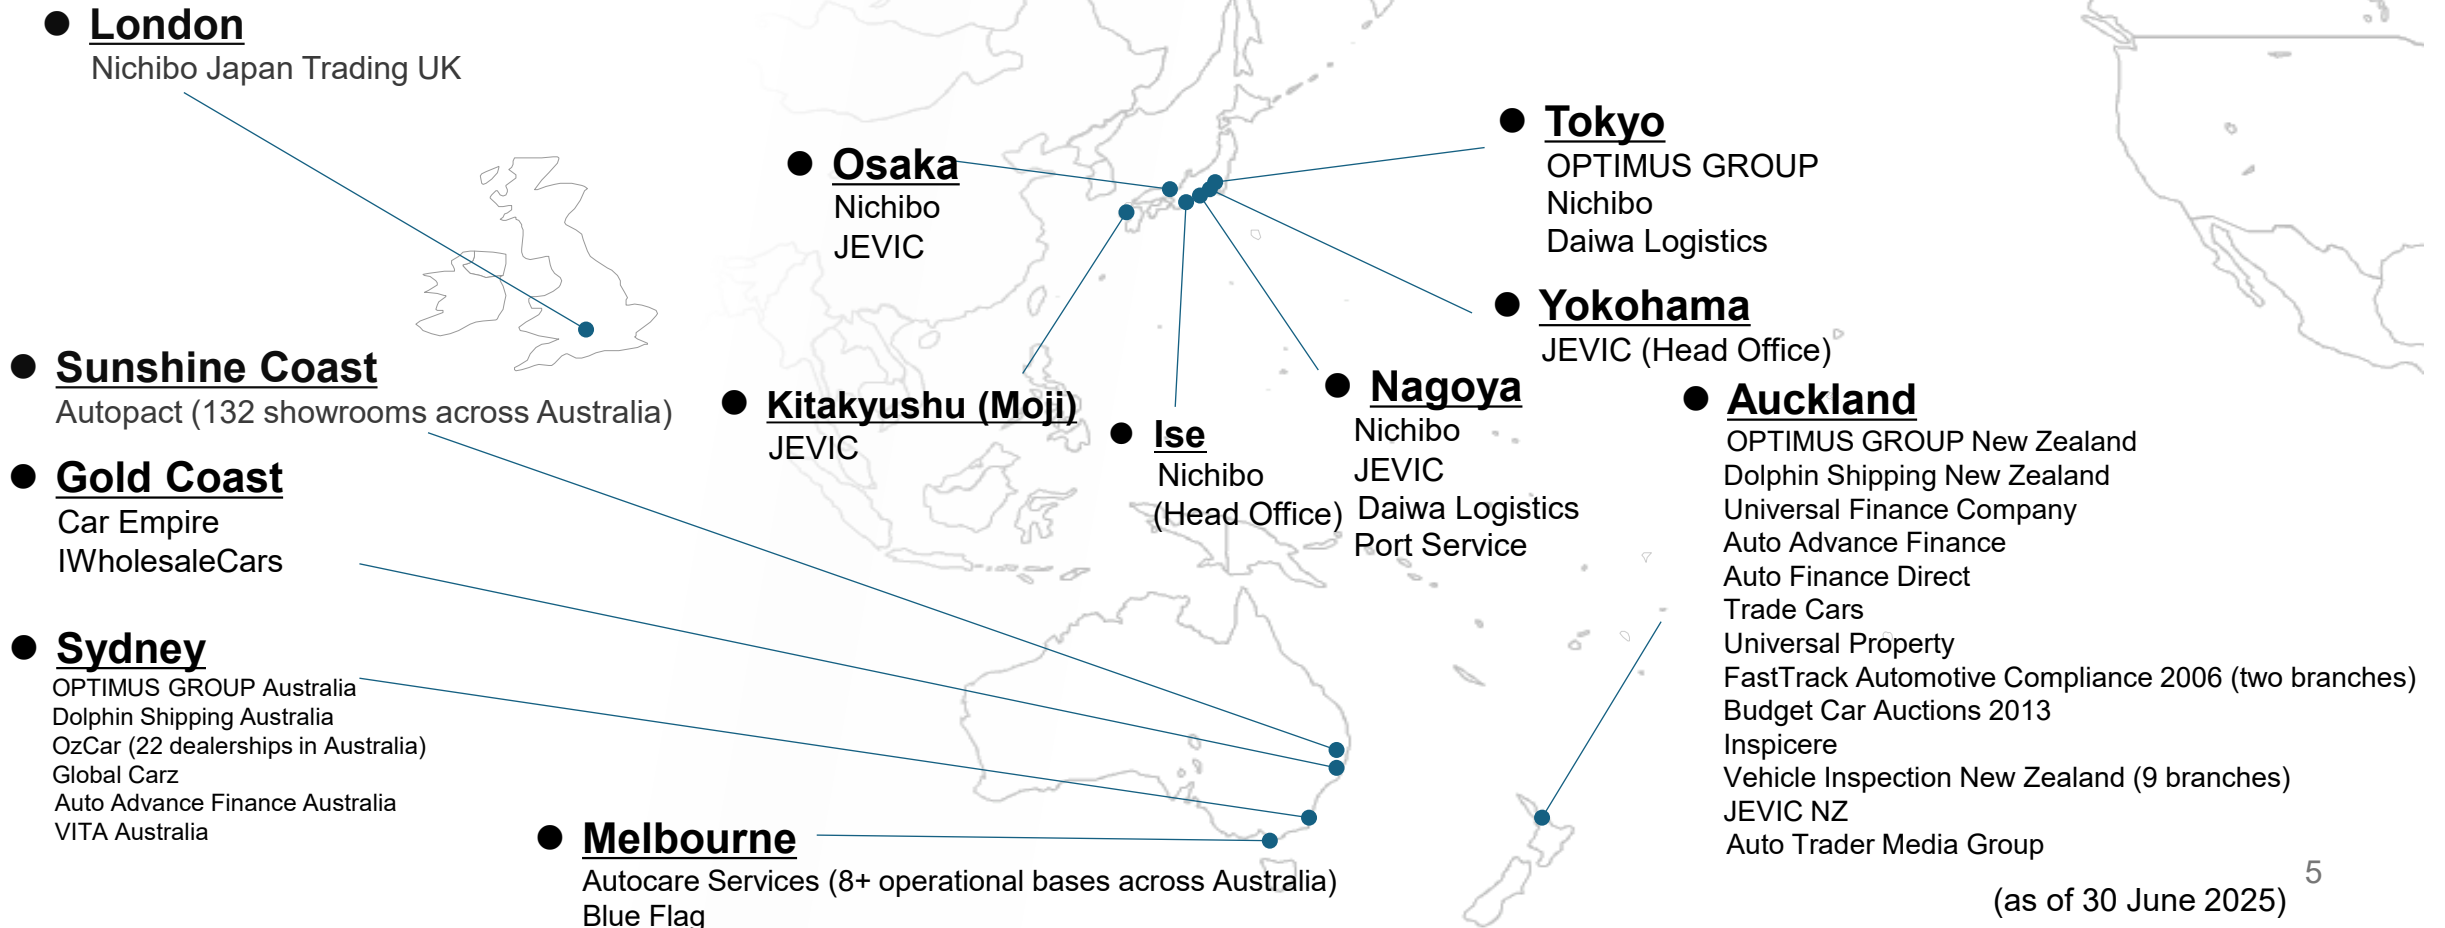 London
Nichibo Japan Trading UK
Sunshine Coast
Autopact (132 showrooms across Australia)
Gold Coast
Car Empire
IWholesaleCars
Sydney
OPTIMUS GROUP Australia
Dolphin Shipping Australia
OzCar (22 dealerships in Australia)
Global Carz
Auto Advance Finance Australia
VITA Australia
Melbourne
Autocare Services (8+ operational bases across Australia)
Blue Flag
Osaka
Nichibo
JEVIC
Kitakyushu (Moji)
JEVIC
Ise
Nichibo
(Head Office)
Nagoya
Nichibo
JEVIC
Daiwa Logistics
Port Service
Tokyo
OPTIMUS GROUP
Nichibo
Daiwa Logistics
Yokohama
JEVIC (Head Office)
Auckland
OPTIMUS GROUP New Zealand
Dolphin Shipping New Zealand
Universal Finance Company
Auto Advance Finance
Auto Finance Direct
Trade Cars
Universal Property
FastTrack Automotive Compliance 2006 (two branches)
Budget Car Auctions 2013
Inspicere
Vehicle Inspection New Zealand (9 branches)
JEVIC NZ
Auto Trader Media Group
5
(as of 30 June 2025)